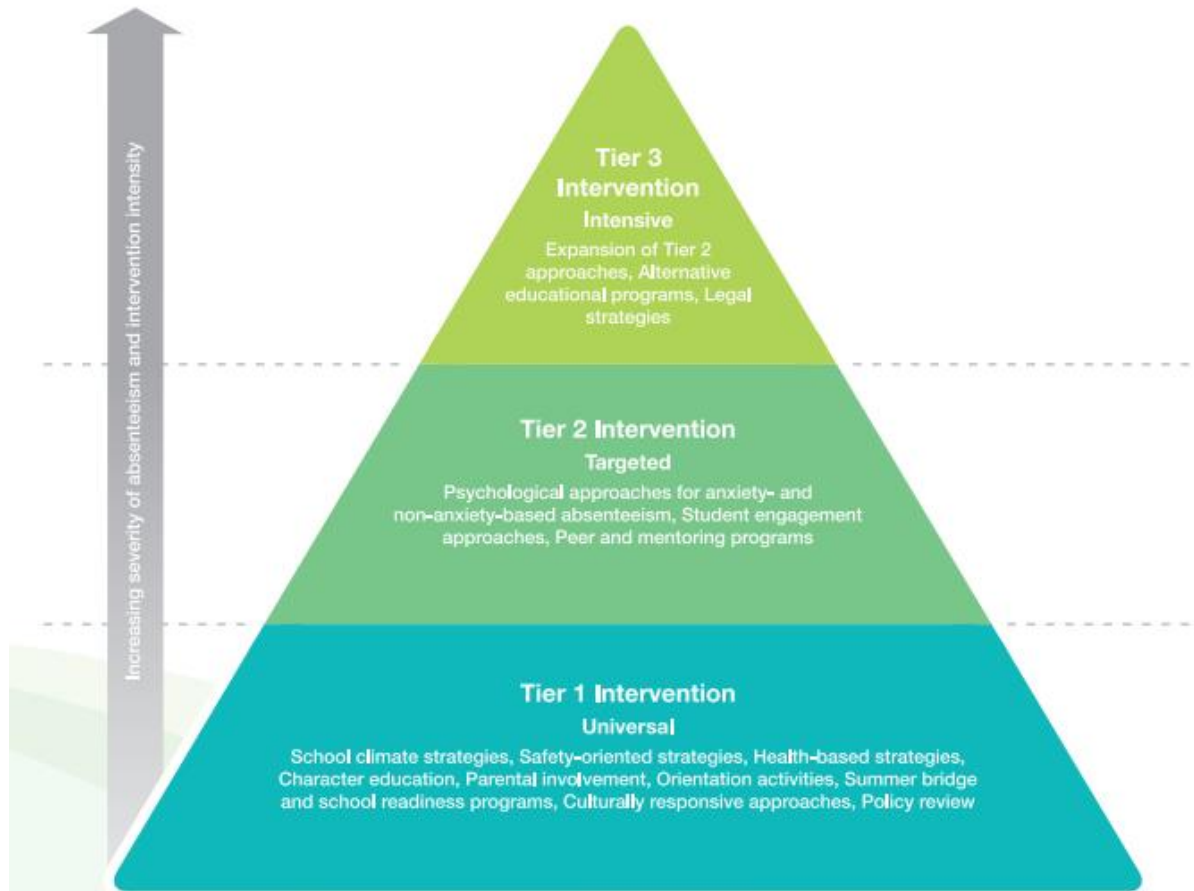 Increasing severity of absenteeism and intervention intensity
Tier 3
Intervention
Intensive
Expansion of Tier 2
approaches, Alternative
educational programs, Legal
strategies
Tier 2 Intervention
Targeted
Psychological approaches for anxiety- and
non-anxiety-based absenteeism, Student engagement
approaches, Peer and mentoring programs
Tier 1 Intervention
Universal
School climate strategies, Safety-oriented strategies, Health-based strategies,
Character education, Parental involvement, Orientation activities, Summer bridge
and school readiness programs, Culturally responsive approaches, Policy review